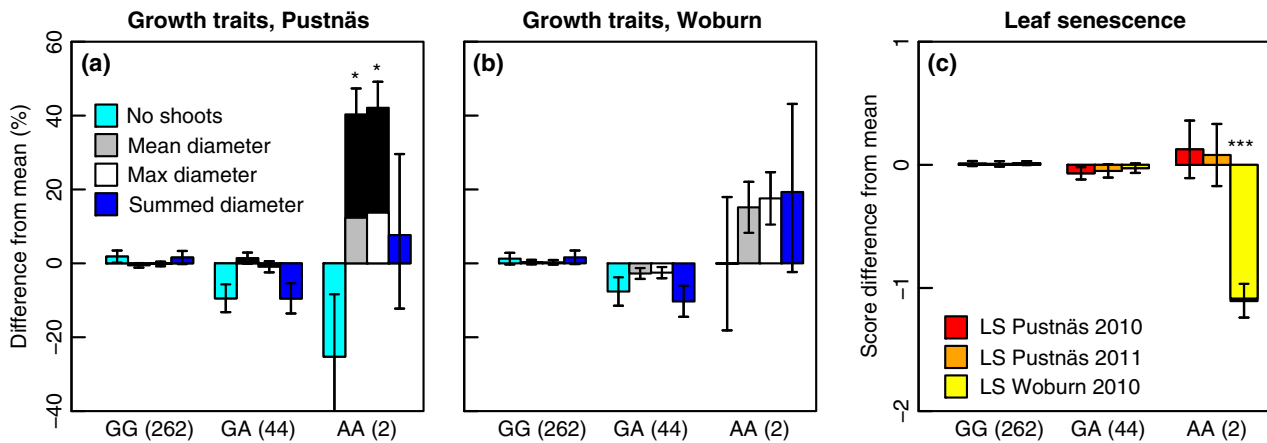 Growth traits, Pustnäs
Growth traits, Woburn
Leaf senescence
(a)
60
40
20
0
−20
−40
Difference from mean (%)
* *
No shoots
Mean diameter
Max diameter
Summed diameter
GG (262) GA (44) AA (2)
(b)
GG (262) GA (44) AA (2)
(c)
1
0
−1
−2
Score difference from mean
***
LS Pustnäs 2010
LS Pustnäs 2011
LS Woburn 2010
GG (262) GA (44) AA (2)